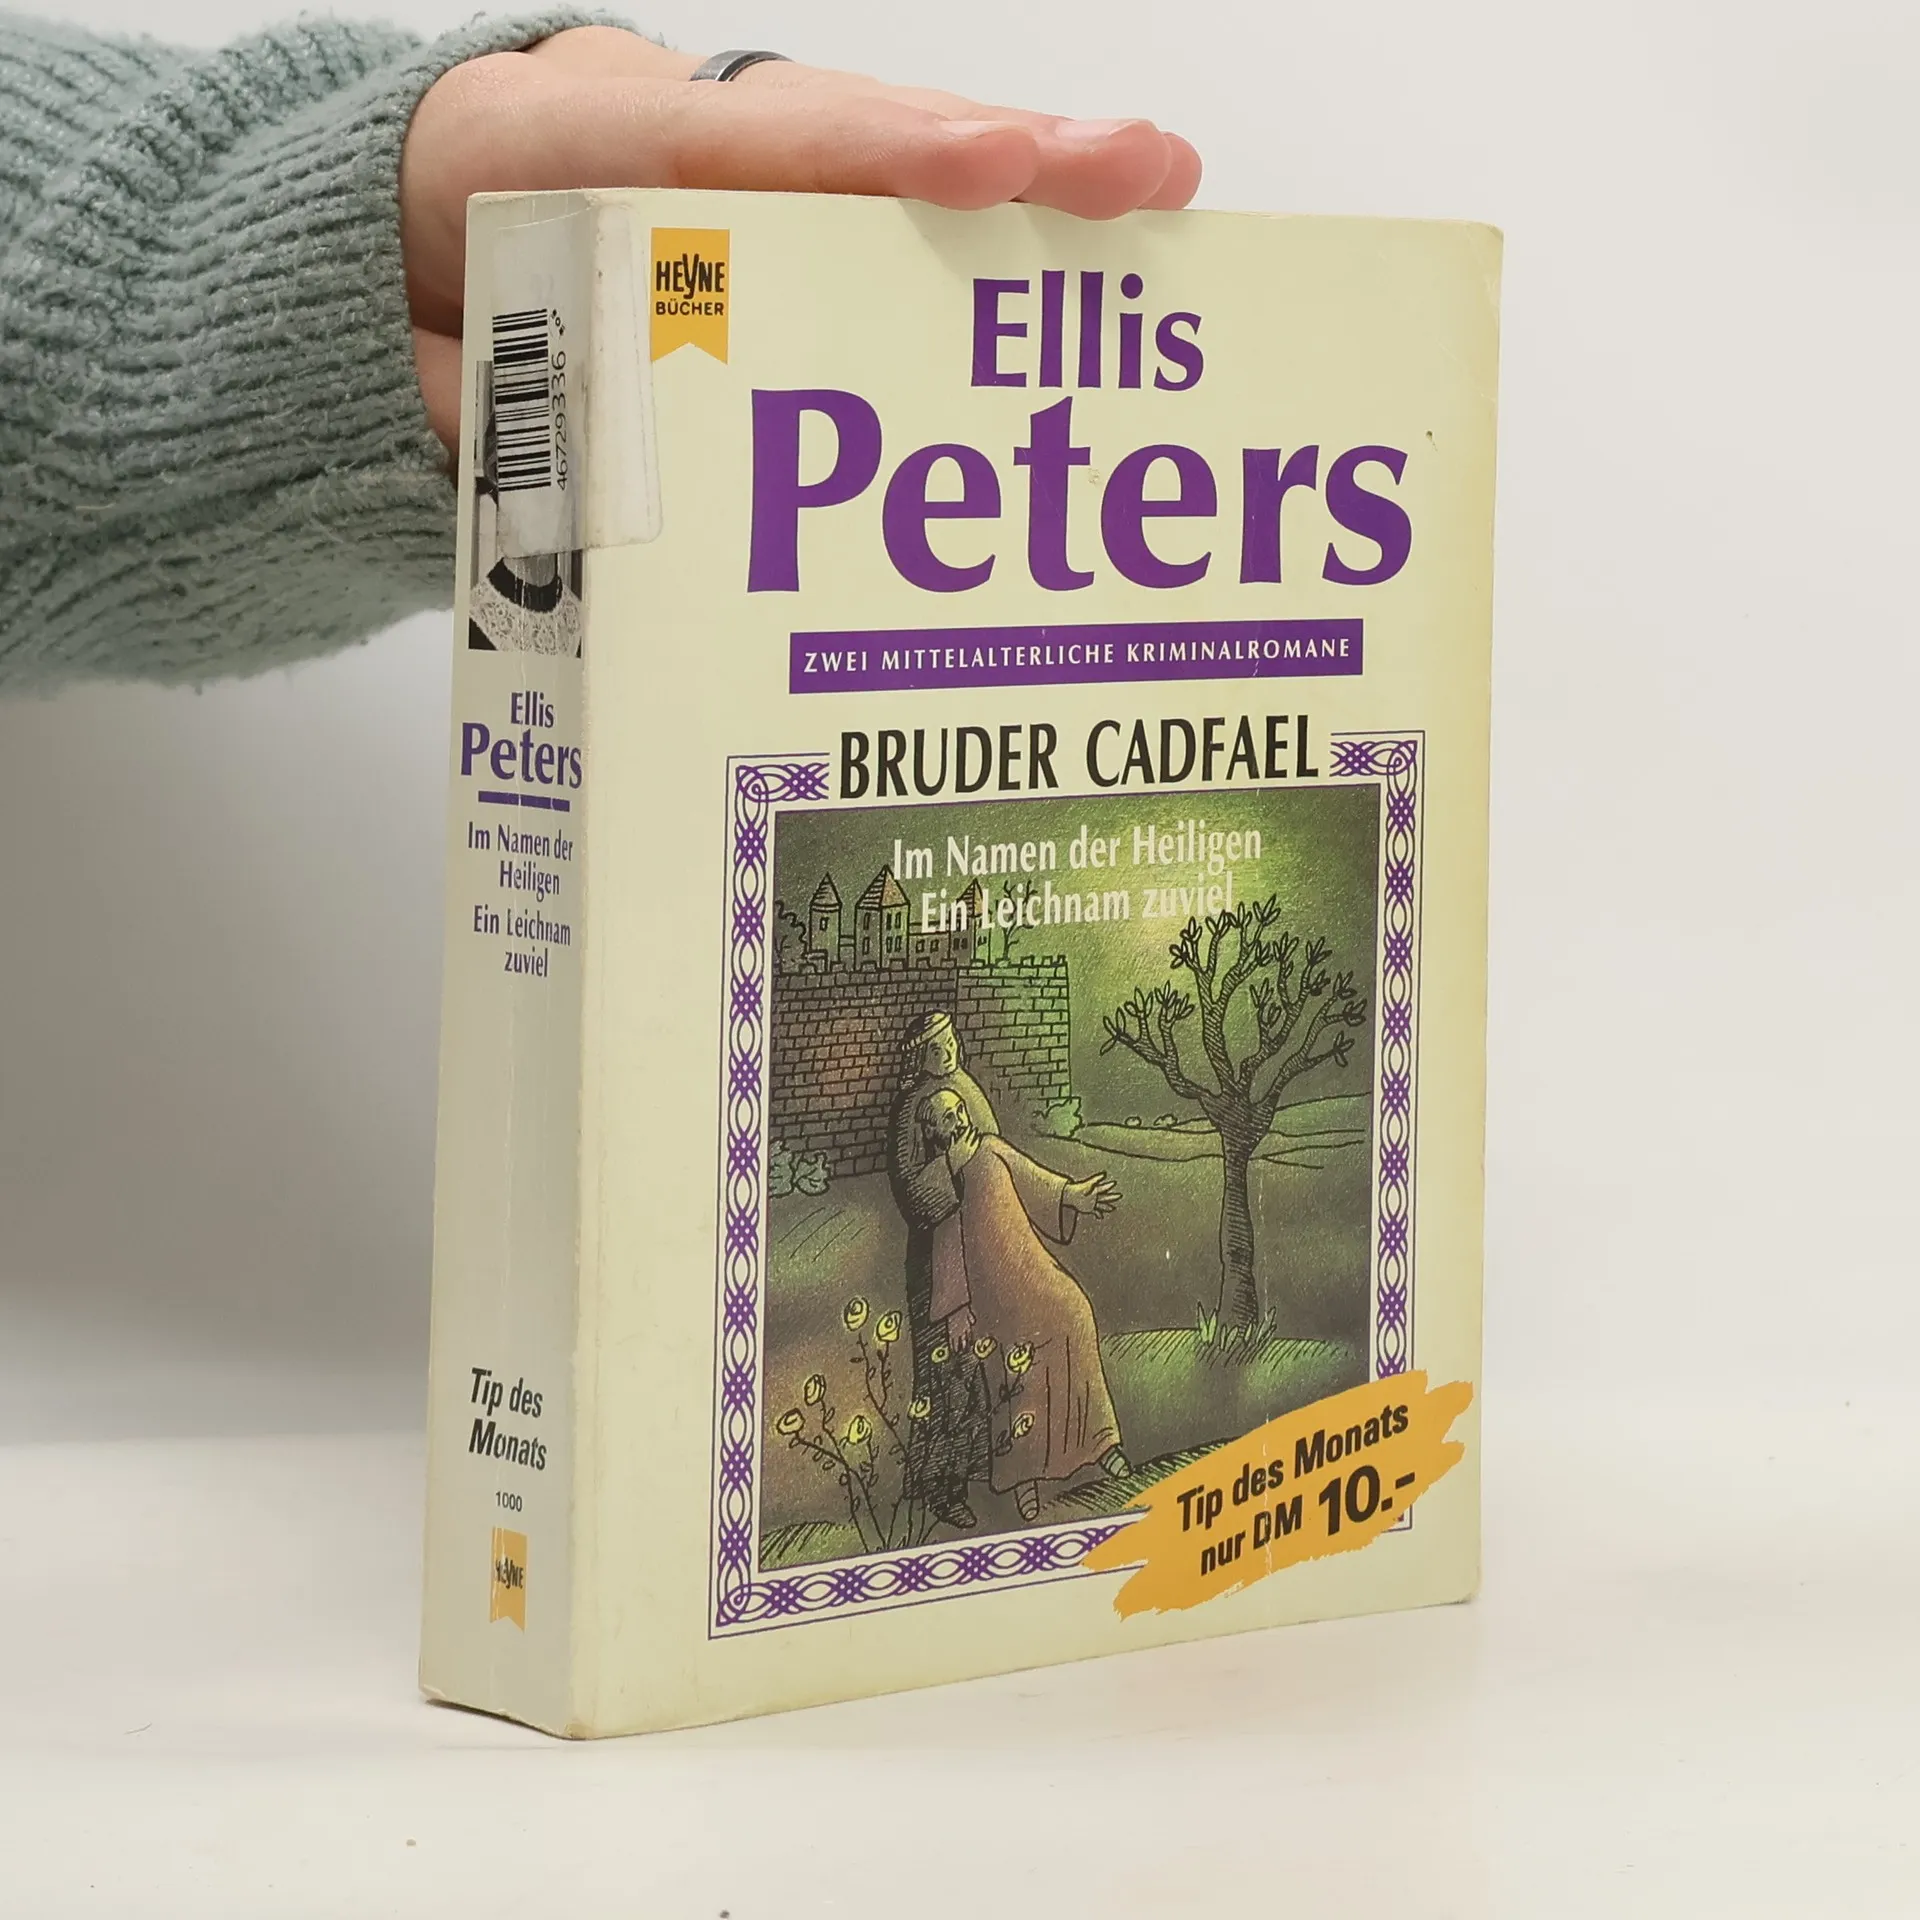 HEYNE
BÜCHER
Ellis
Peters
ZWEI MITTELALTERLICHE KRIMINALROMANE
BRUDER CADFAEL
Im Namen der Heiligen
Ein Leichnam zuviel
Tip des Monats
nur DM 10.-
46729336
Ellis
Peters
Im Namen der
Heiligen
Ein Leichnam
zuviel
Tip des
Monats
1000
HEYNE